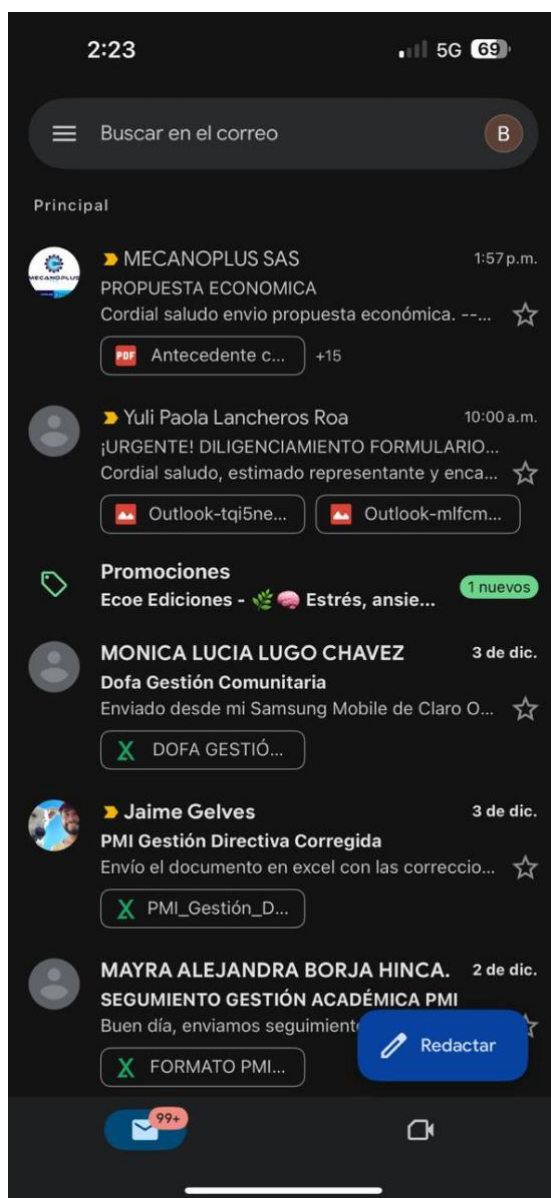 2:23
5G 69
Buscar en el correo
B
Principal
MECANOPLUS
MECANOPLUS SAS 1:57 p.m.
PROPUESTA ECONOMICA
Cordial saludo envio propuesta económica. --...
PDF Antecedente c... +15
Yuli Paola Lancheros Roa 10:00 a.m.
¡URGENTE! DILIGENCIAMIENTO FORMULARIO...
Cordial saludo, estimado representante y enca...
Outlook-tqi5ne... Outlook-mlfcm...
Promociones
Ecoe Ediciones - 🌿🧠 Estrés, ansie... 1 nuevos
MONICA LUCIA LUGO CHAVEZ 3 de dic.
Dofa Gestión Comunitaria
Enviado desde mi Samsung Mobile de Claro O...
X DOFA GESTIÓ...
Jaime Gelves 3 de dic.
PMI Gestión Directiva Corregida
Envío el documento en excel con las correccio...
X PMI_Gestión_D...
MAYRA ALEJANDRA BORJA HINCA. 2 de dic.
SEGUMIENTO GESTIÓN ACADÉMICA PMI
Buen día, enviamos seguimient
Redactar
X FORMATO PMI...
99+